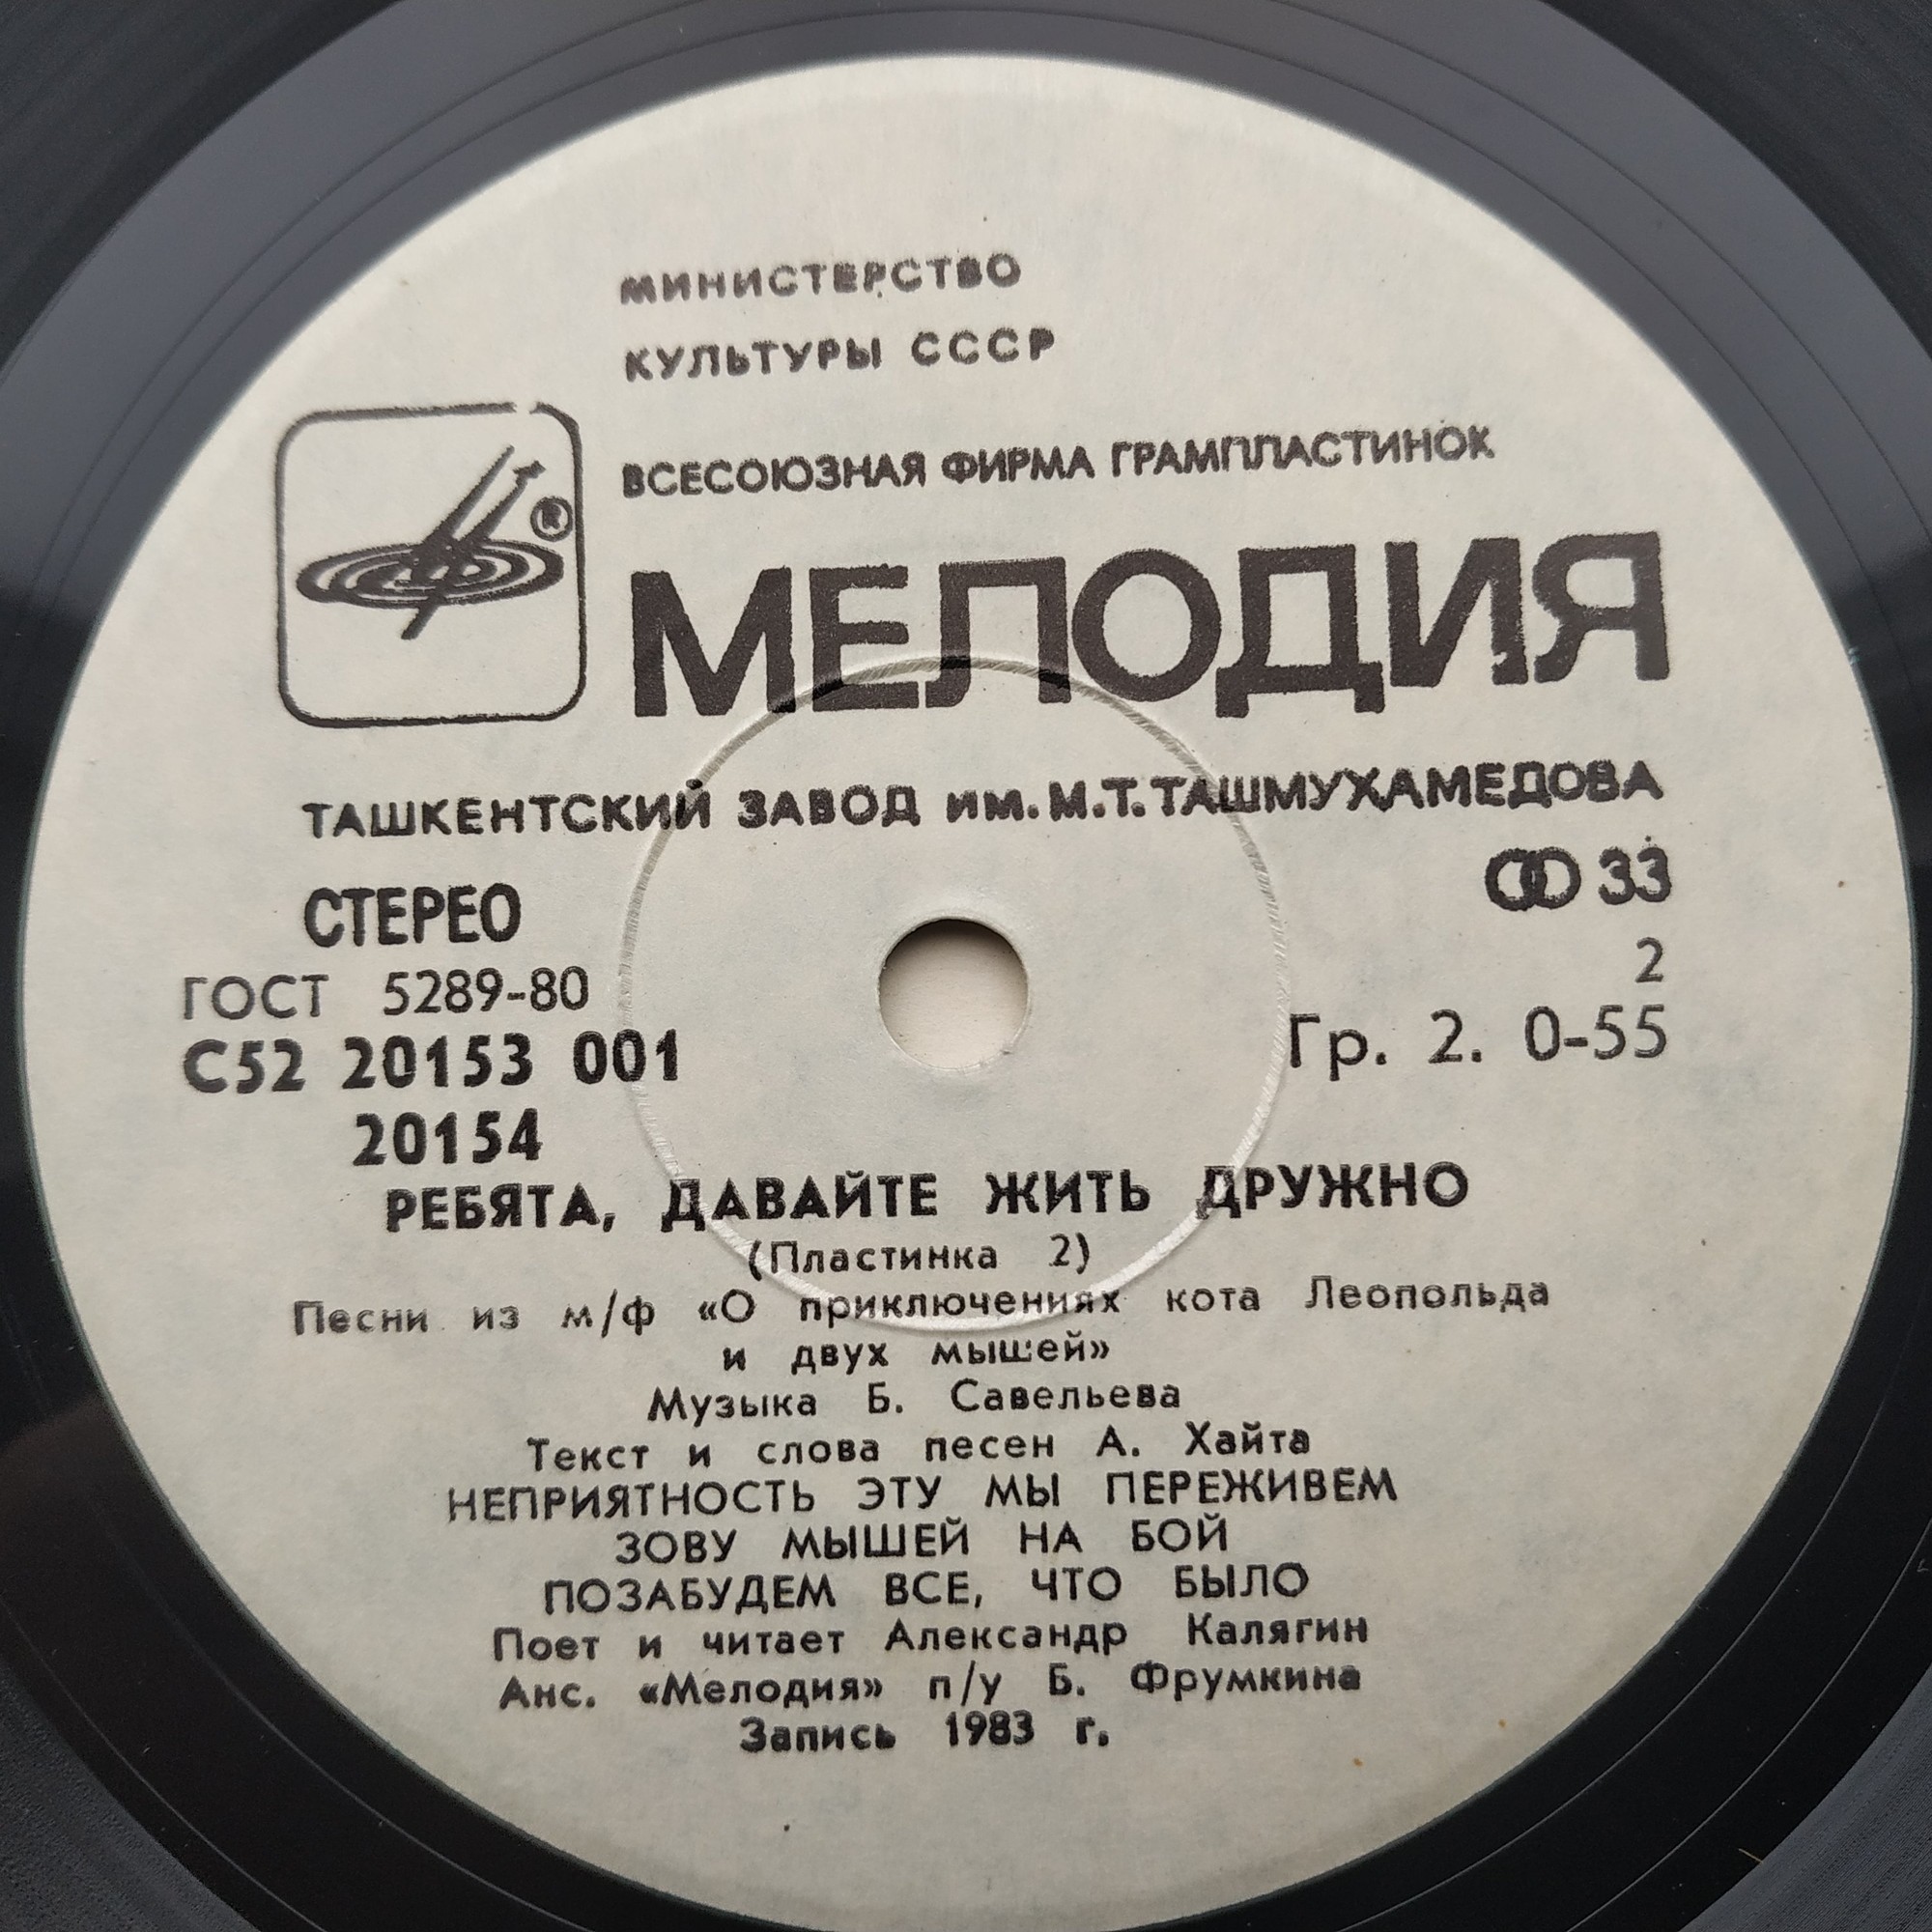 МИНИСТЕРСТВО
КУЛЬТУРЫ СССР
ВСЕСОЮЗНАЯ ФИРМА ГРАМПЛАСТИНОК
®
МЕЛОДИЯ
ТАШКЕНТСКИЙ ЗАВОД им. М.Т. ТАШМУХАМЕДОВА
СТЕРЕО
33
ГОСТ 5289-80
2
С52 20153 001
Гр. 2. 0-55
20154
РЕБЯТА, ДАВАЙТЕ ЖИТЬ ДРУЖНО
(Пластинка 2)
Песни из м/ф «О приключениях кота Леопольда
и двух мышей»
Музыка Б. Савельева
Текст и слова песен А. Хайта
НЕПРИЯТНОСТЬ ЭТУ МЫ ПЕРЕЖИВЕМ
ЗОВУ МЫШЕЙ НА БОЙ
ПОЗАБУДЕМ ВСЕ, ЧТО БЫЛО
Поет и читает Александр Калягин
Анс. «Мелодия» п/у Б. Фрумкина
Запись 1983 г.